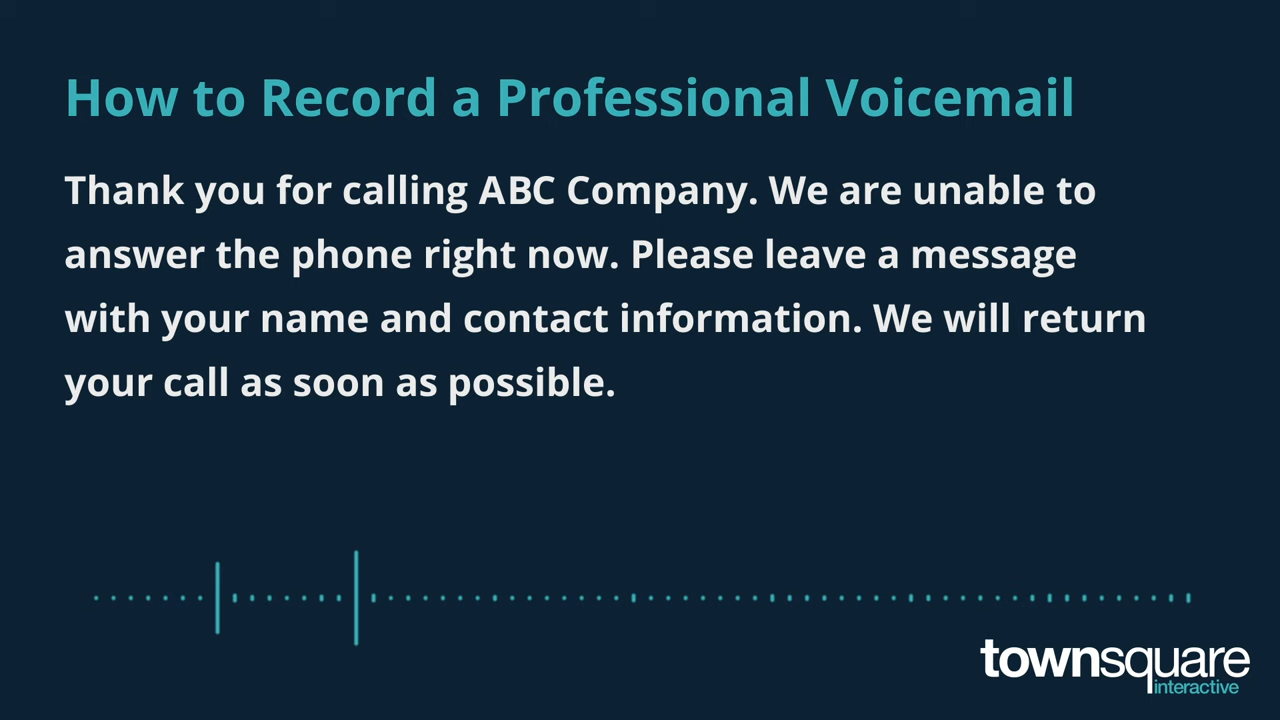 How to Record a Professional Voicemail
Thank you for calling ABC Company. We are unable to
answer the phone right now. Please leave a message
with your name and contact information. We will return
your call as soon as possible.
townsquare
interactive